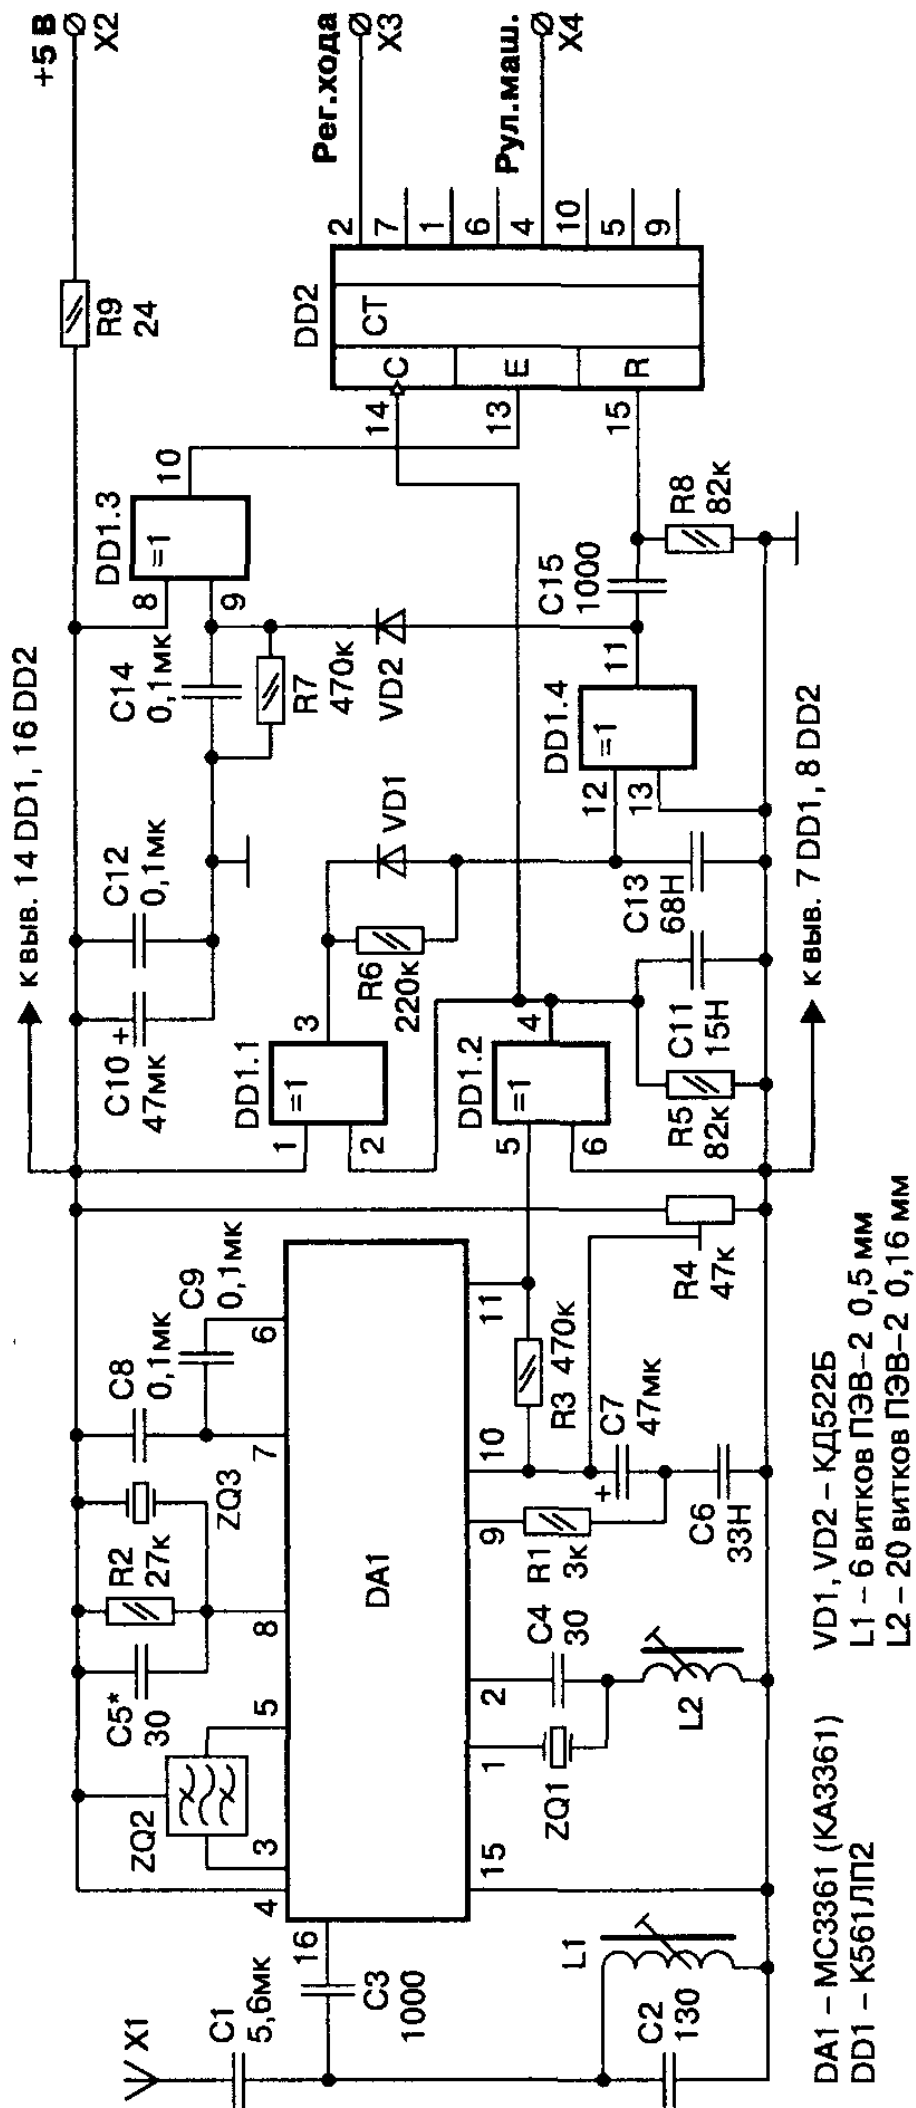 X1
C1
5,6мк
C3
1000
C2
130
L1
16
4
3
5
8
7
6
ZQ2
C5*
30
R2
27к
ZQ3
C8
0,1мк
C9
0,1мк
DA1
15
1
2
9
10
11
ZQ1
C4
30
L2
R1
3к
C6
33Н
C7
47мк
+
R3 470к
R4
47к
к выв. 14 DD1, 16 DD2
C10
47мк
+
C12
0,1мк
DD1.1
=1
1
2
3
DD1.2
=1
5
6
4
R5
82к
C11
15Н
C13
68Н
R6
220к
VD1
к выв. 7 DD1, 8 DD2
DD1.4
=1
12
13
11
C14
0,1мк
R7
470к
VD2
DD1.3
=1
8
9
10
C15
1000
R8
82к
R9
24
DD2
CT
C
E
R
14
13
15
2
7
1
6
4
10
5
9
+5 В
X2
Рег.хода
X3
Рул.маш.
X4
DA1 – MC3361 (KA3361)
DD1 – К561ЛП2
VD1, VD2 – КД522Б
L1 – 6 витков ПЭВ–2 0,5 мм
L2 – 20 витков ПЭВ–2 0,16 мм